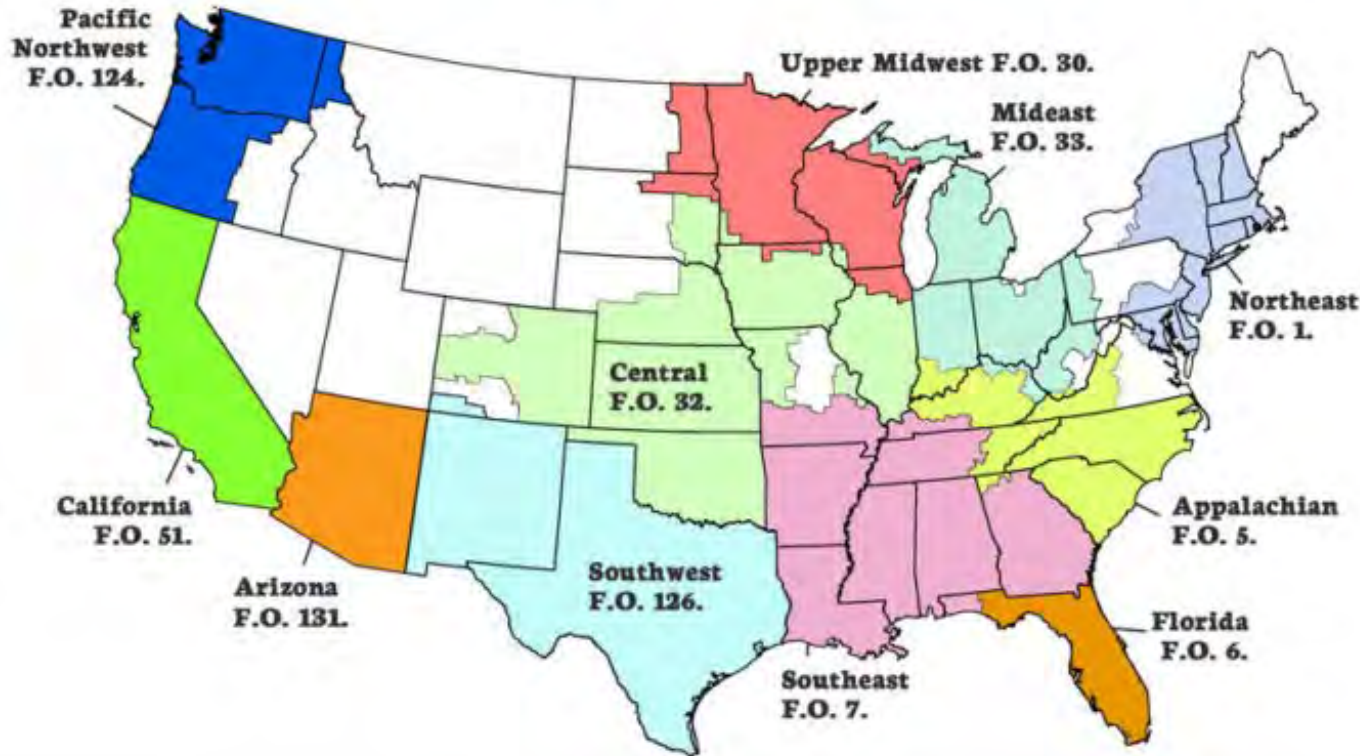 Pacific
Northwest
F.O. 124.
Upper Midwest F.O. 30.
Mideast
F.O. 33.
Northeast
F.O. 1.
Central
F.O. 32.
California
F.O. 51.
Appalachian
F.O. 5.
Arizona
F.O. 131.
Southwest
F.O. 126.
Florida
F.O. 6.
Southeast
F.O. 7.